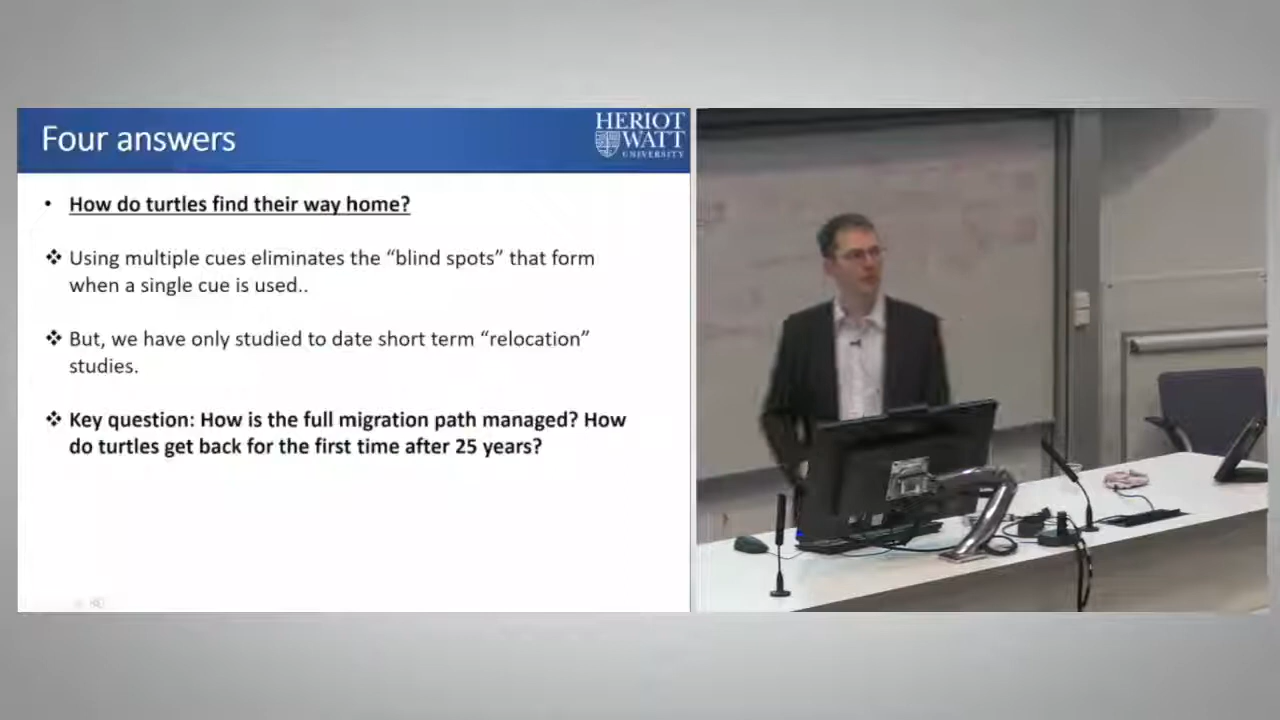 Four answers
HERIOT
WATT
UNIVERSITY
• How do turtles find their way home?
❖ Using multiple cues eliminates the “blind spots” that form
when a single cue is used..
❖ But, we have only studied to date short term “relocation”
studies.
❖ Key question: How is the full migration path managed? How
do turtles get back for the first time after 25 years?